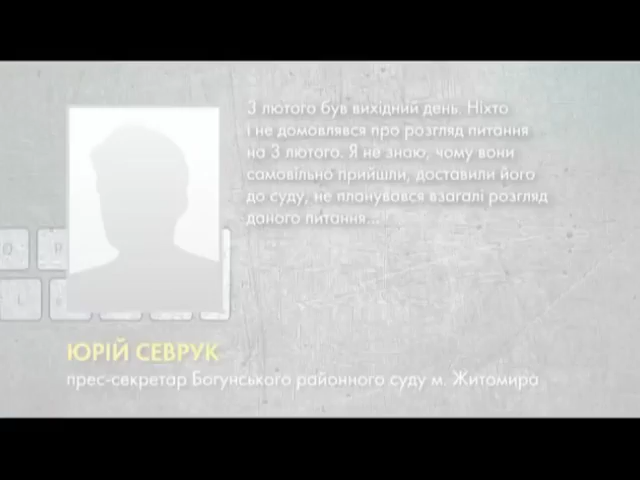 3 лютого був вихідний день. Ніхто
і не домовлявся про розгляд питання
на 3 лютого. Я не знаю, чому вони
самовільно прийшли, доставили його
до суду, не планувався взагалі розгляд
даного питання...
ЮРІЙ СЕВРУК
прес-секретар Богунського районного суду м. Житомира